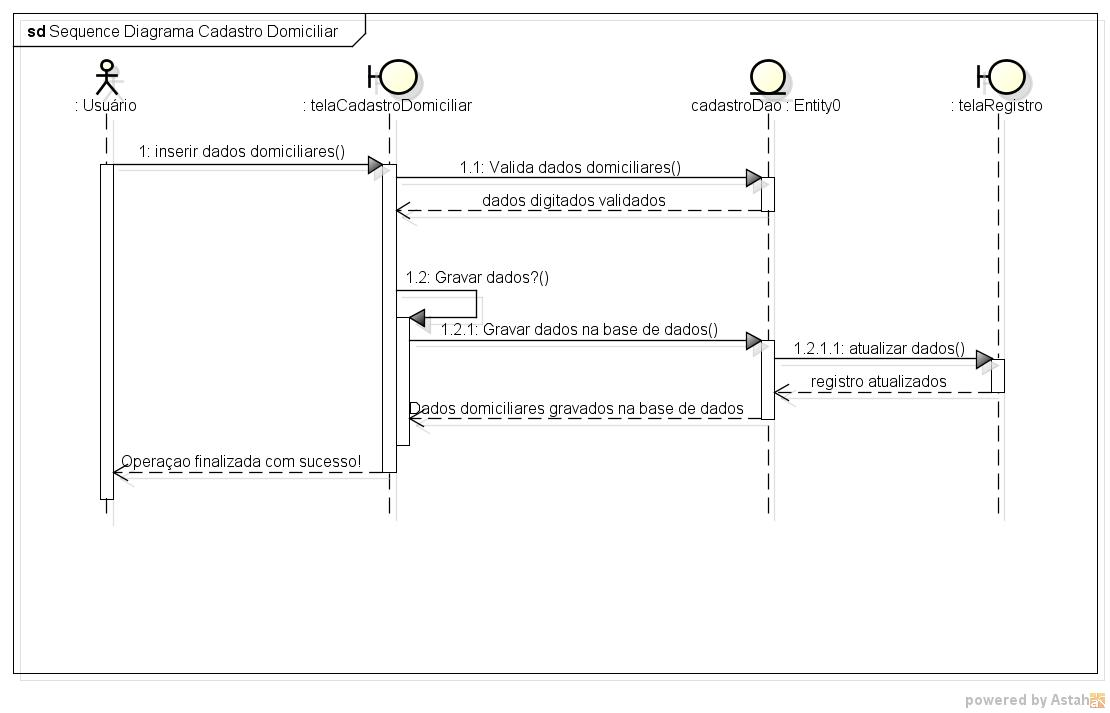 sd Sequence Diagrama Cadastro Domiciliar
: Usuário
: telaCadastroDomiciliar
cadastroDao : Entity0
: telaRegistro
1: inserir dados domiciliares()
1.1: Valida dados domiciliares()
dados digitados validados
1.2: Gravar dados?()
1.2.1: Gravar dados na base de dados()
1.2.1.1: atualizar dados()
registro atualizados
Dados domiciliares gravados na base de dados
Operaçao finalizada com sucesso!
powered by Astah